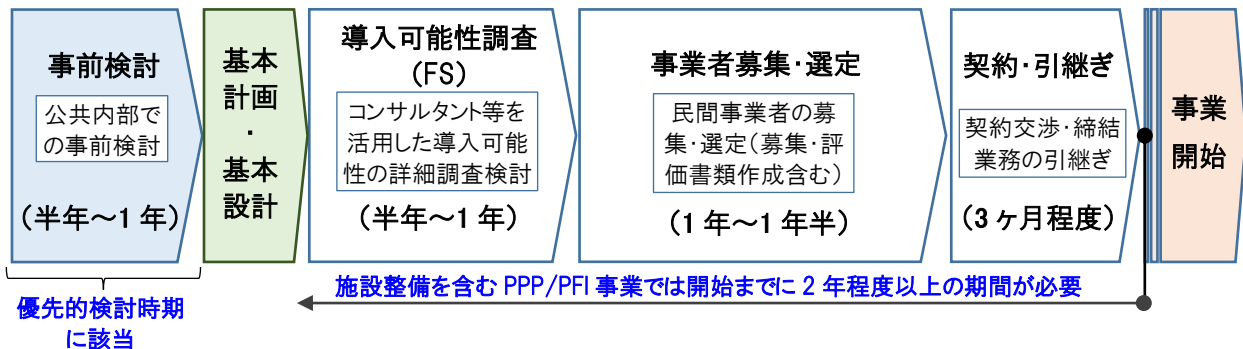 事前検討
公共内部で
の事前検討
（半年～1 年）
基本
計画
・
基本
設計
導入可能性調査
（FS）
コンサルタント等を
活用した導入可能
性の詳細調査検討
（半年～1 年）
事業者募集・選定
民間事業者の募
集・選定（募集・評
価書類作成含む）
（1 年～1 年半）
契約・引継ぎ
契約交渉・締結
業務の引継ぎ
（3 ヶ月程度）
事業
開始
優先的検討時期
に該当
施設整備を含む PPP/PFI 事業では開始までに 2 年程度以上の期間が必要